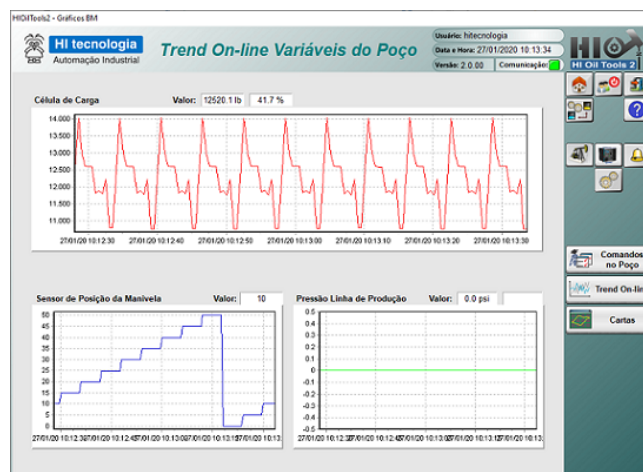 HIOilTools2 - Gráficos BM
HI tecnologia
Automação Industrial
Trend On-line Variáveis do Poço
Usuário: hitecnologia
Data e Hora: 27/01/2020 10:13:34
Versão: 2.0.00 Comunicação:
HIO
HI Oil Tools 2
Célula de Carga Valor: 12520.1 lb 41.7 %
14.000
13.500
13.000
12.500
12.000
11.500
11.000
27/01/20 10:12:30 27/01/20 10:12:40 27/01/20 10:12:50 27/01/20 10:13:00 27/01/20 10:13:10 27/01/20 10:13:20 27/01/20 10:13:30
Comandos
no Poço
Trend On-lin
Cartas
Sensor de Posição da Manivela Valor: 10
50
45
40
35
30
25
20
15
10
5
0
Pressão Linha de Produção Valor: 0.0 psi
0.5
0.4
0.3
0.2
0.1
0
-0.1
-0.2
-0.3
-0.4
-0.5